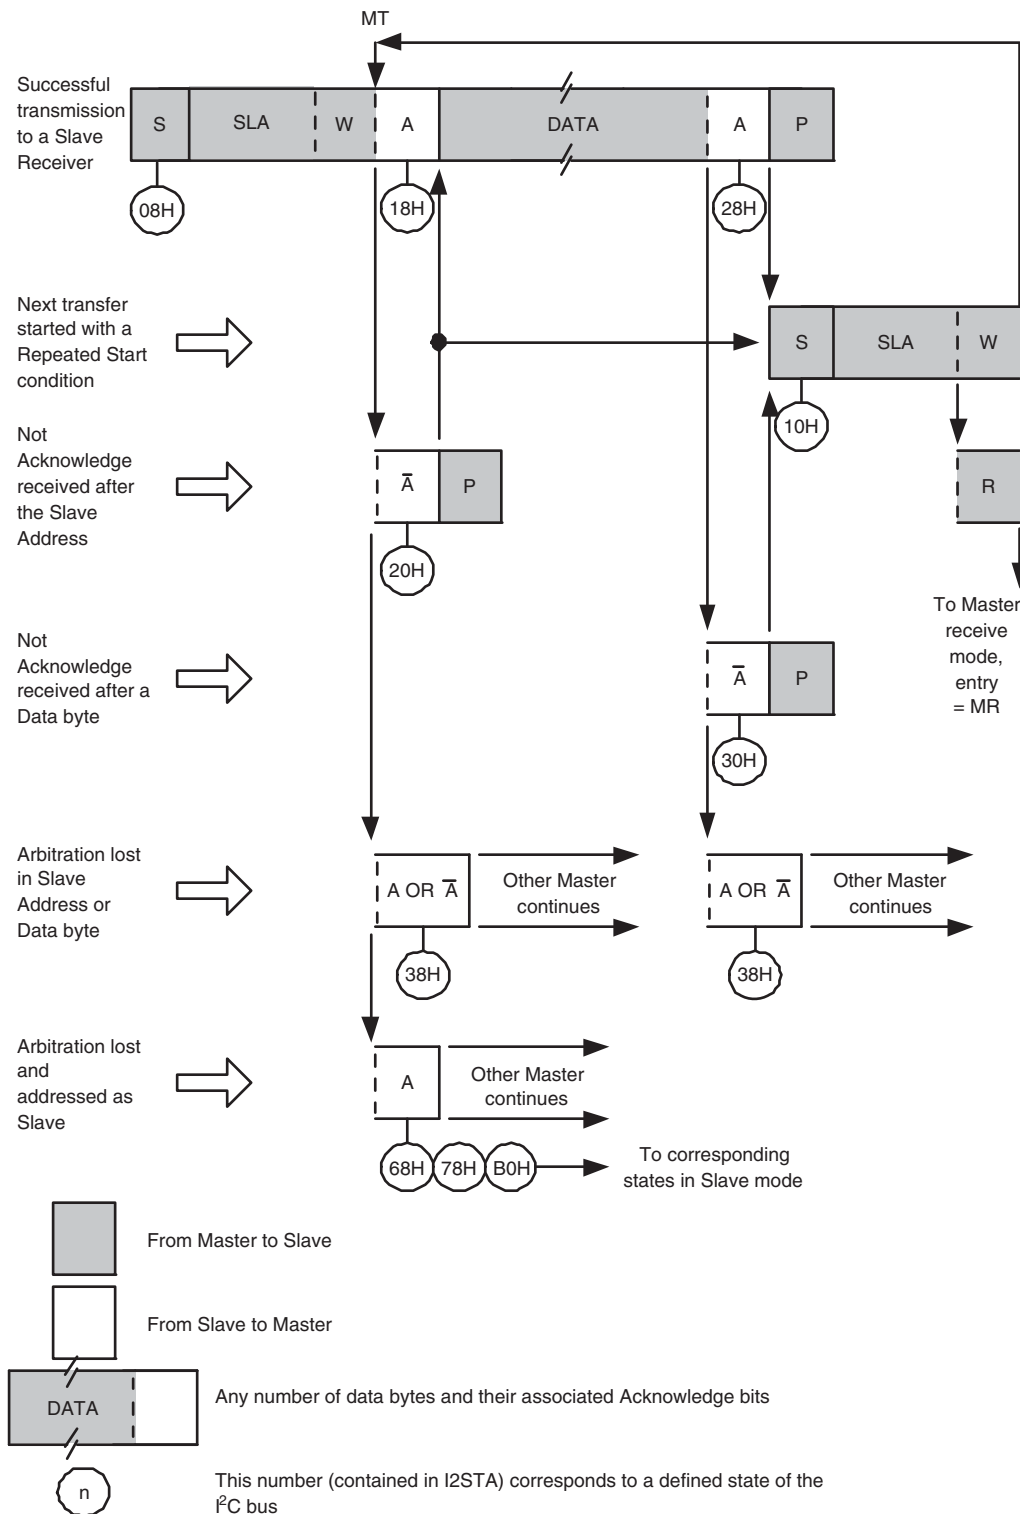 MT
Successful
transmission
to a Slave
Receiver
S SLA W A DATA A P
08H 18H 28H
Next transfer
started with a
Repeated Start
condition
S SLA W
10H
Not
Acknowledge
received after
the Slave
Address
Ā P
R
20H
To Master
receive
mode,
entry
= MR
Not
Acknowledge
received after a
Data byte
Ā P
30H
Arbitration lost
in Slave
Address or
Data byte
A OR Ā
Other Master
continues
A OR Ā
Other Master
continues
38H 38H
Arbitration lost
and
addressed as
Slave
A
Other Master
continues
68H 78H B0H
To corresponding
states in Slave mode
From Master to Slave
From Slave to Master
DATA
Any number of data bytes and their associated Acknowledge bits
n
This number (contained in I2STA) corresponds to a defined state of the
I²C bus